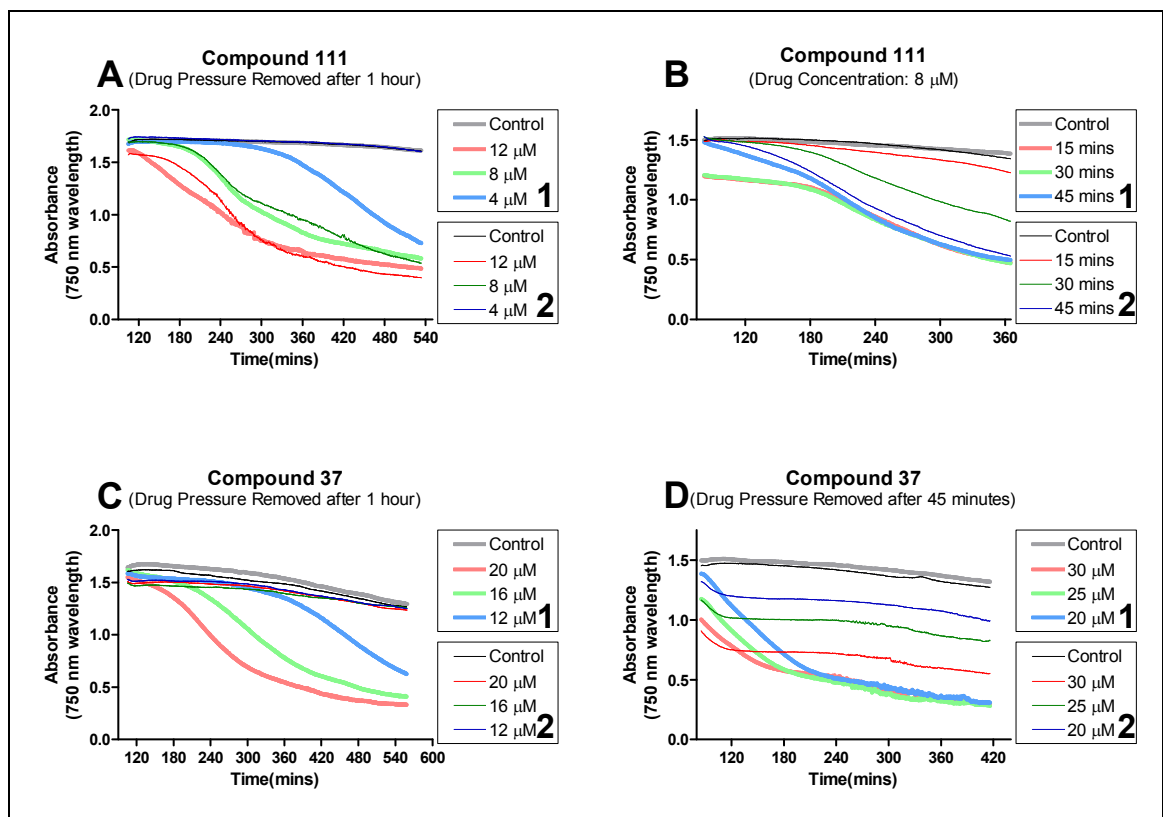 A
Compound 111
(Drug Pressure Removed after 1 hour)
Absorbance
(750 nm wavelength)
2.0
1.5
1.0
0.5
0.0
120 180 240 300 360 420 480 540
Time(mins)
Control
12 μM
8 μM
4 μM
1
Control
12 μM
8 μM
4 μM
2
B
Compound 111
(Drug Concentration: 8 μM)
Absorbance
(750 nm wavelength)
1.5
1.0
0.5
0.0
120 180 240 300 360
Time(mins)
Control
15 mins
30 mins
45 mins
1
Control
15 mins
30 mins
45 mins
2
C
Compound 37
(Drug Pressure Removed after 1 hour)
Absorbance
(750 nm wavelength)
2.0
1.5
1.0
0.5
0.0
120 180 240 300 360 420 480 540 600
Time(mins)
Control
20 μM
16 μM
12 μM
1
Control
20 μM
16 μM
12 μM
2
D
Compound 37
(Drug Pressure Removed after 45 minutes)
Absorbance
(750 nm wavelength)
1.5
1.0
0.5
0.0
120 180 240 300 360 420
Time(mins)
Control
30 μM
25 μM
20 μM
1
Control
30 μM
25 μM
20 μM
2